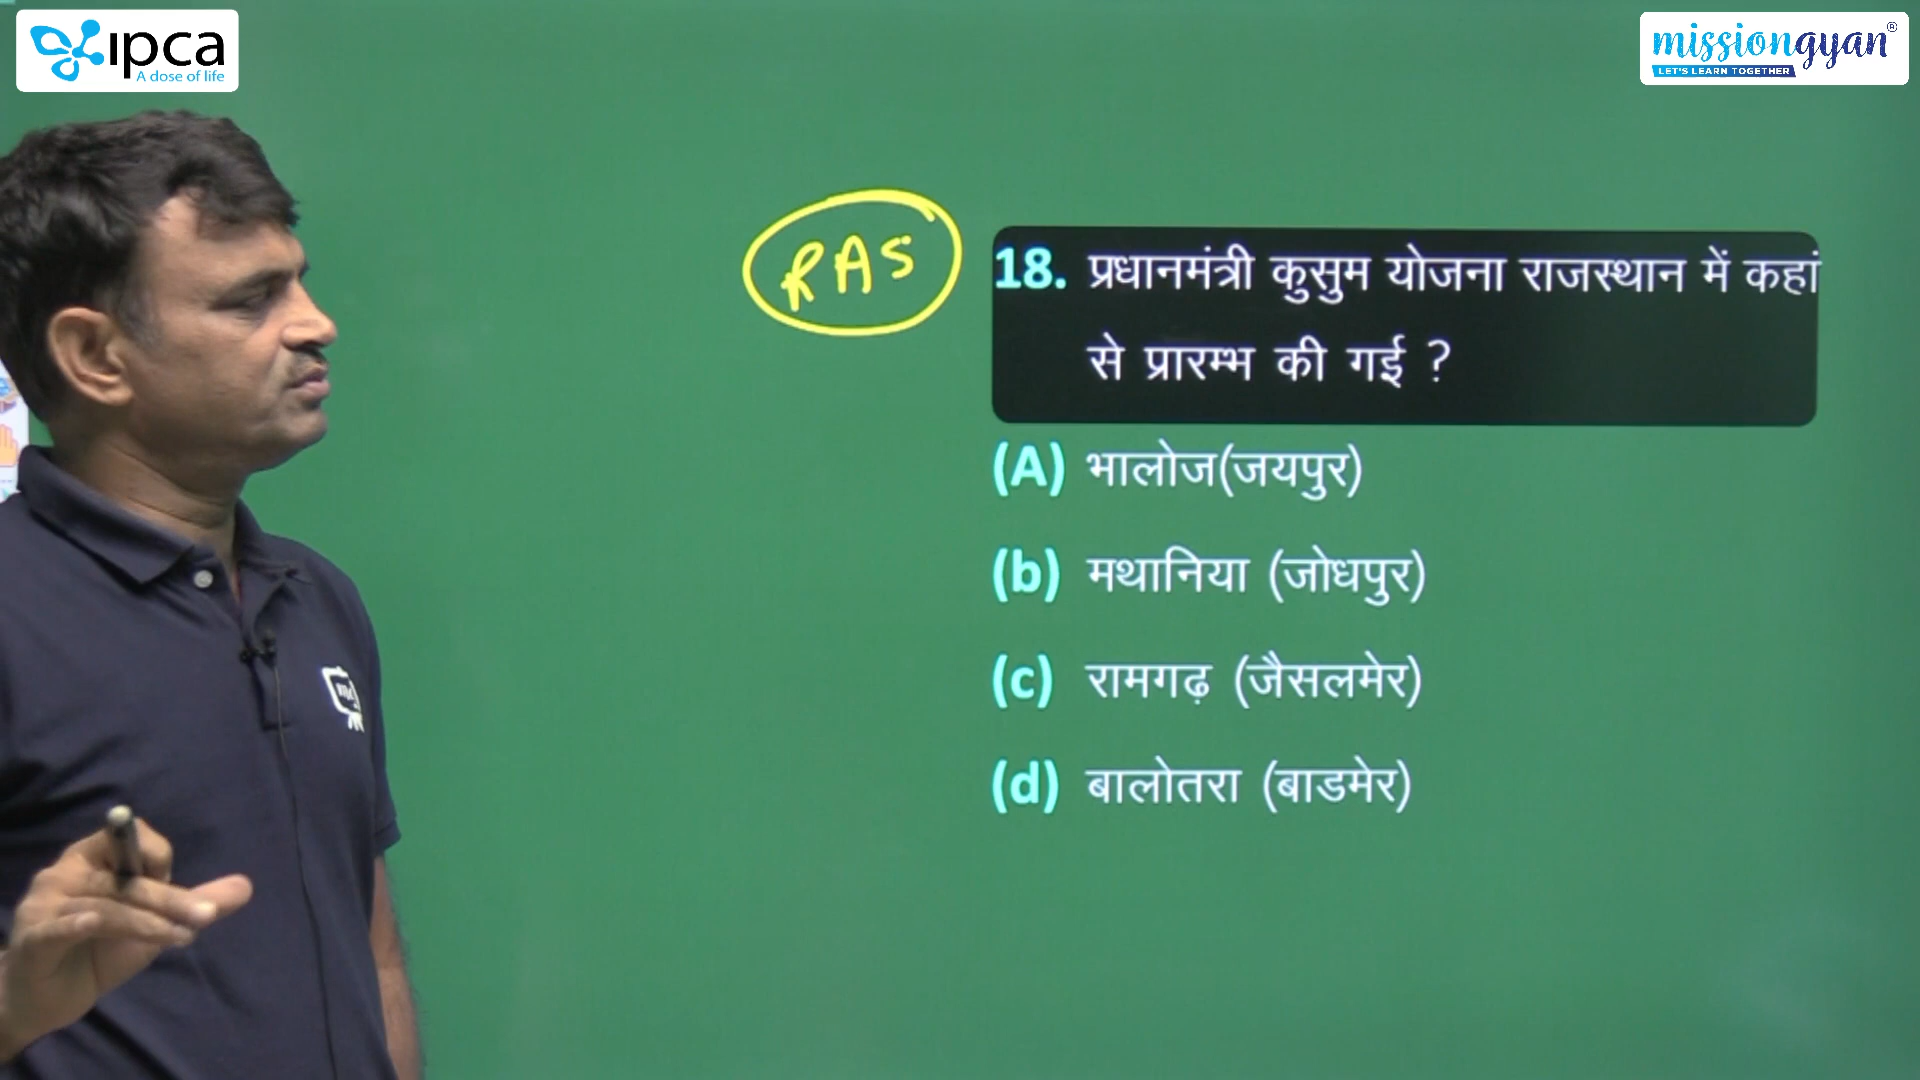 ipca
A dose of life
missiongyan®
LET'S LEARN TOGETHER
RAS
18. प्रधानमंत्री कुसुम योजना राजस्थान में कहां
से प्रारम्भ की गई ?
(A) भालोज(जयपुर)
(b) मथानिया (जोधपुर)
(c) रामगढ़ (जैसलमेर)
(d) बालोतरा (बाडमेर)